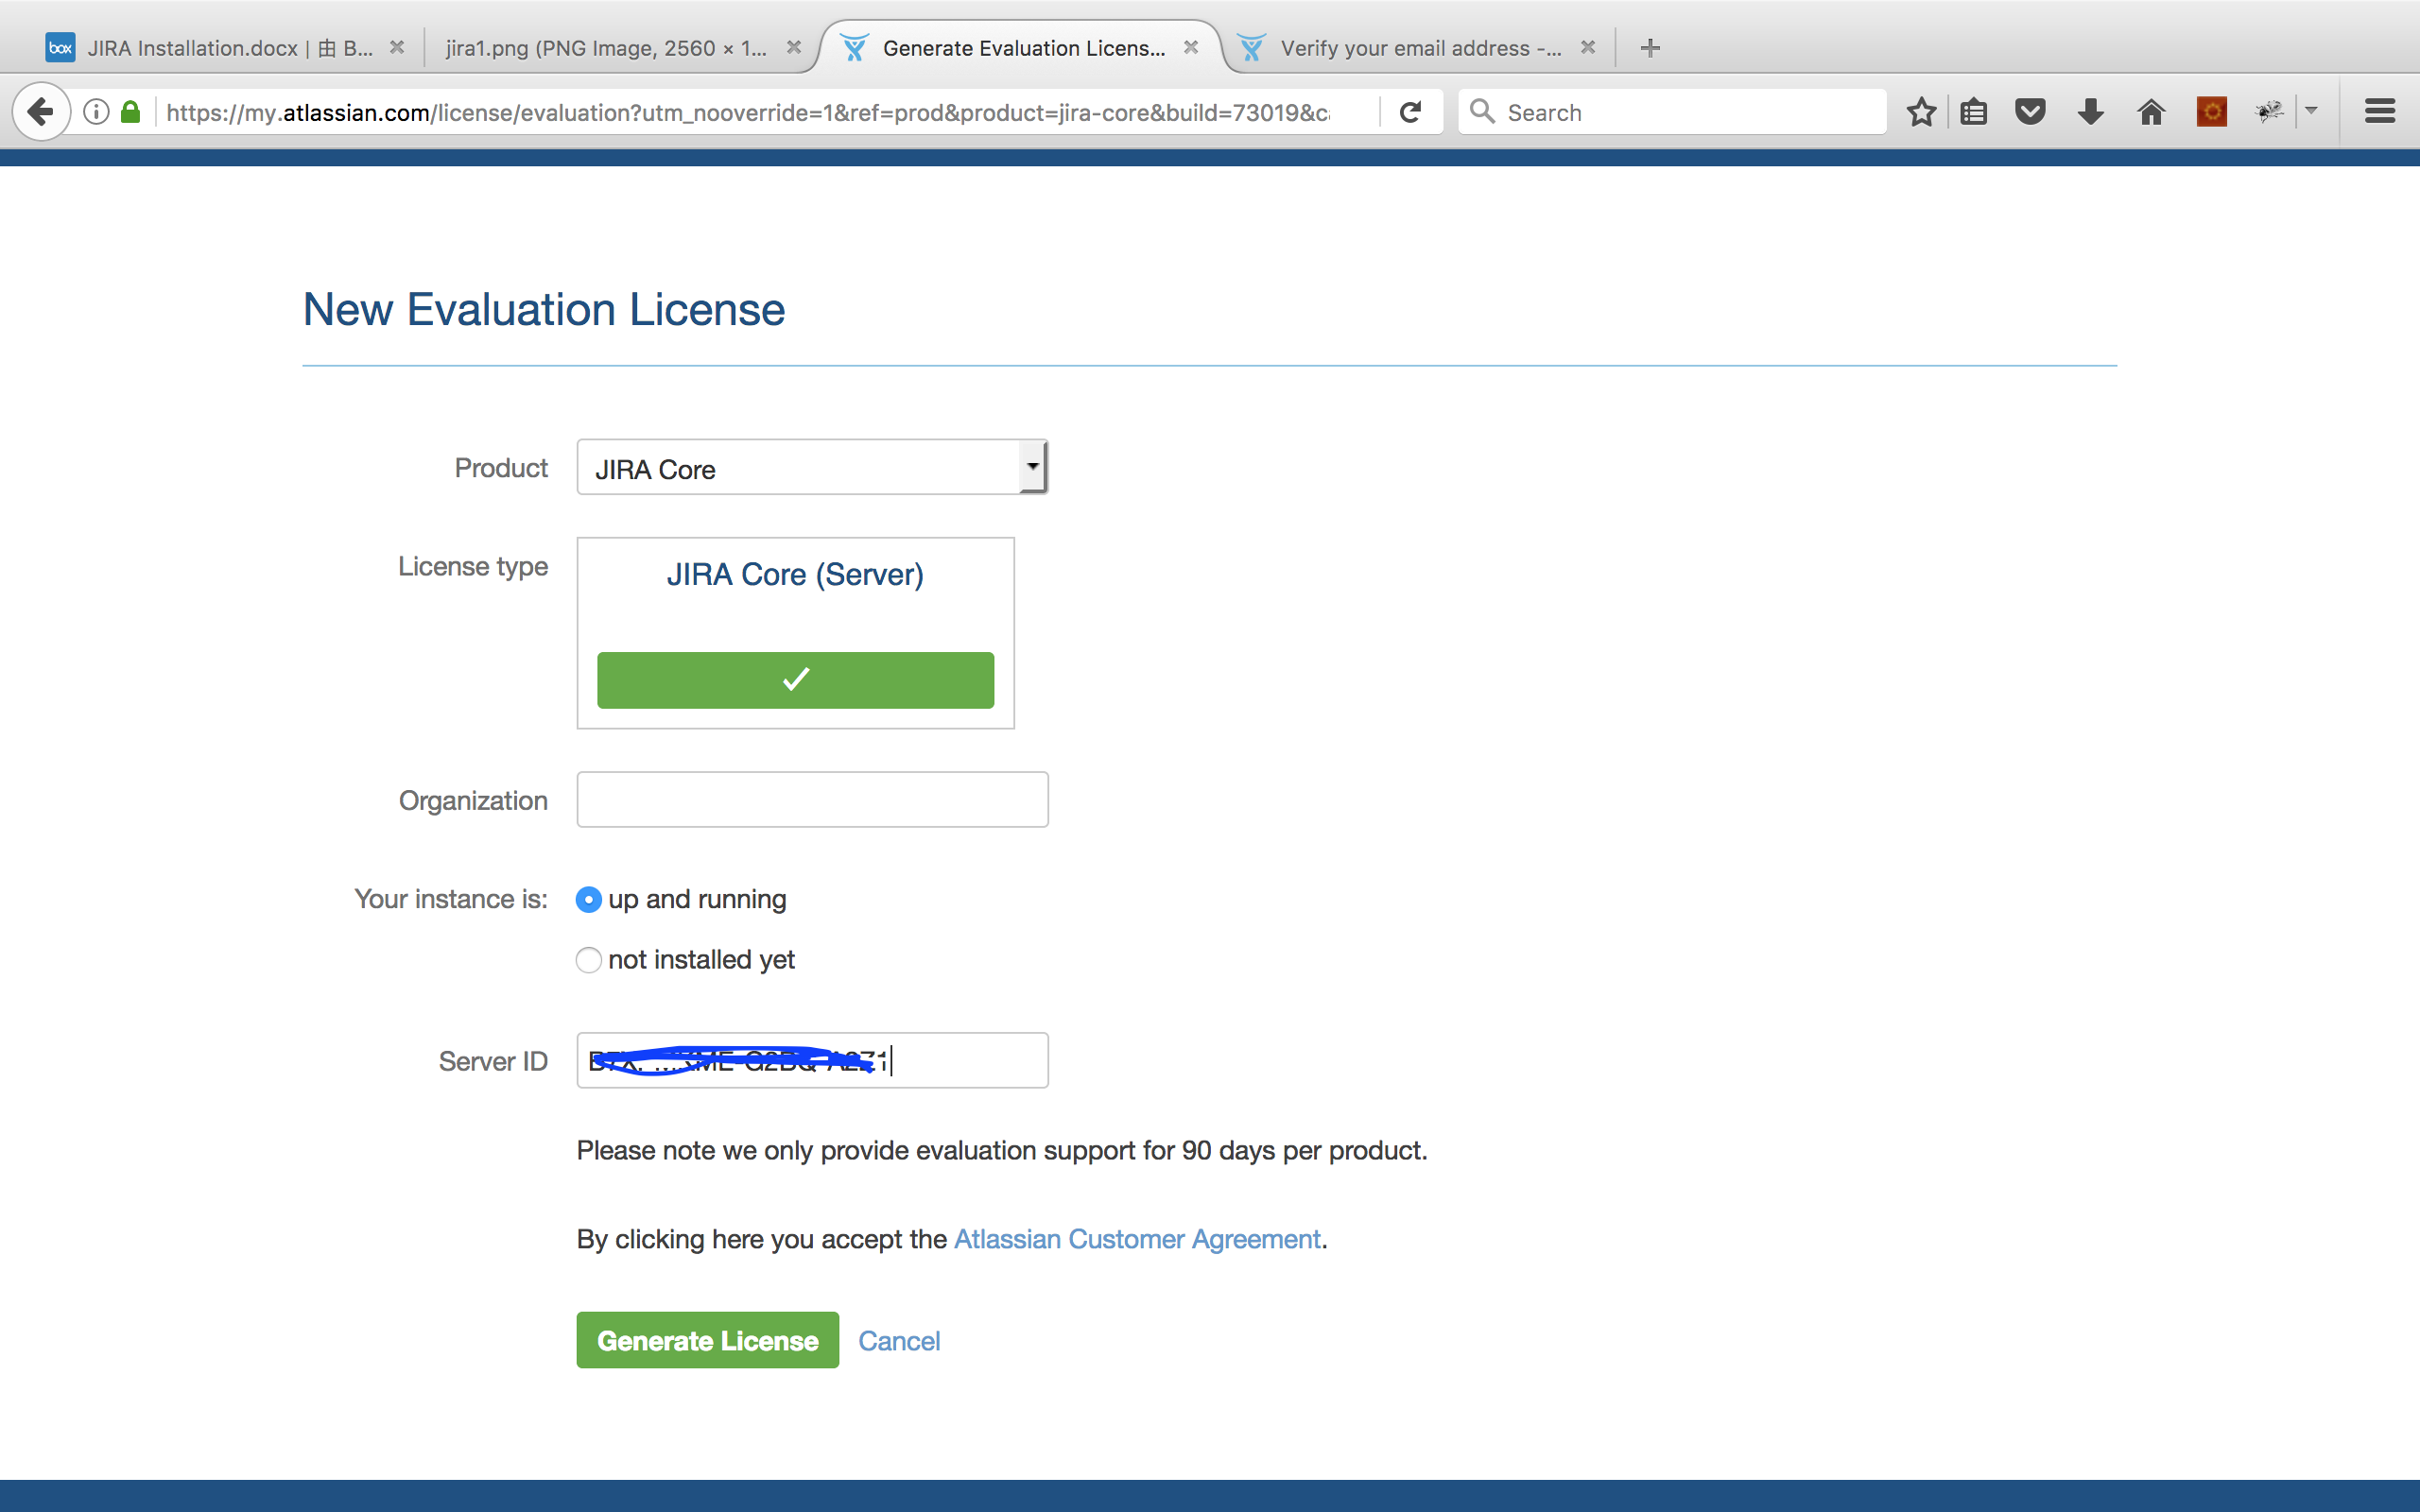 box JIRA Installation.docx | 由 B...
jira1.png (PNG Image, 2560 × 1...
Generate Evaluation Licens...
Verify your email address -...
https://my.atlassian.com/license/evaluation?utm_nooverride=1&ref=prod&product=jira-core&build=73019&c
Search
New Evaluation License
Product JIRA Core
License type JIRA Core (Server)
Organization
Your instance is: up and running
not installed yet
Server ID
Please note we only provide evaluation support for 90 days per product.
By clicking here you accept the Atlassian Customer Agreement.
Generate License Cancel